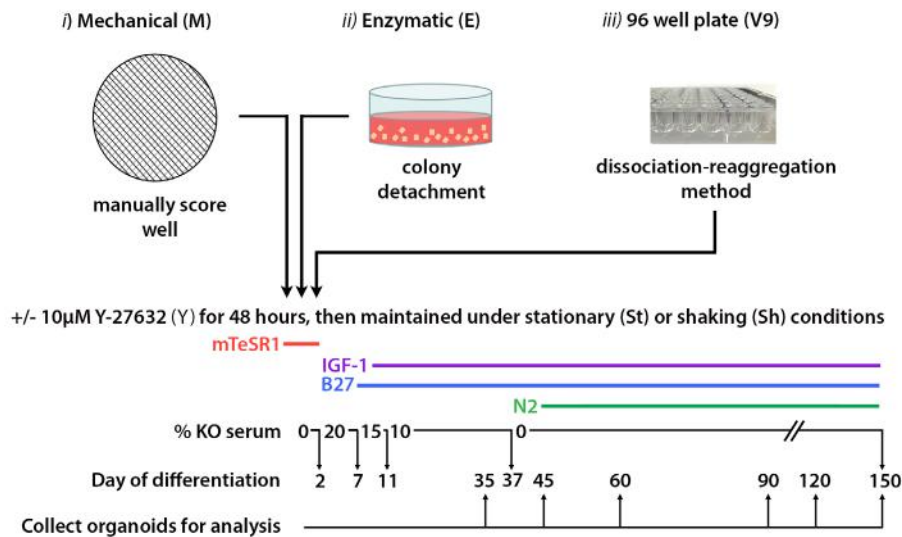 i) Mechanical (M)
ii) Enzymatic (E)
iii) 96 well plate (V9)
manually score
well
colony
detachment
dissociation-reaggregation
method
+/- 10µM Y-27632 (Y) for 48 hours, then maintained under stationary (St) or shaking (Sh) conditions
mTeSR1
IGF-1
B27
N2
% KO serum 0 20 15 10 0
Day of differentiation 2 7 11 35 37 45 60 90 120 150
Collect organoids for analysis